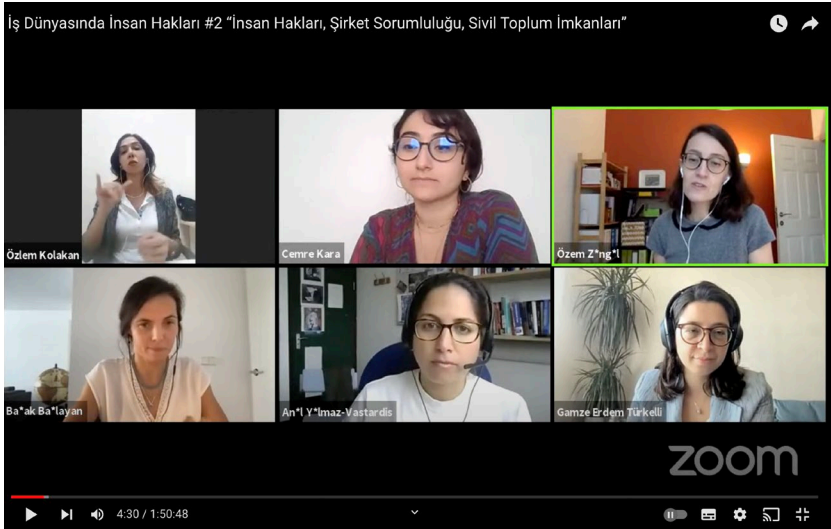 İş Dünyasında İnsan Hakları #2 “İnsan Hakları, Şirket Sorumluluğu, Sivil Toplum İmkanları”
Özlem Kolakan
Cemre Kara
Özem Z*ng*l
Ba*ak Ba*layan
An*l Y*lmaz-Vastardis
Gamze Erdem Türkelli
zoom
4:30 / 1:50:48